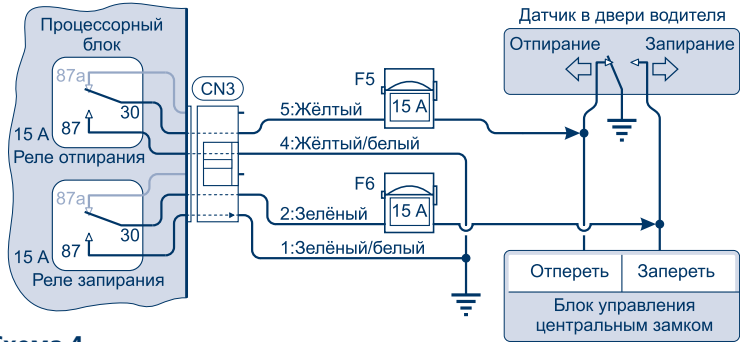 Процессорный
блок
87a
30
15 А 87
Реле отпирания
87a
30
15 А 87
Реле запирания
CN3
5:Жёлтый
4:Жёлтый/белый
2:Зелёный
1:Зелёный/белый
F5
15 А
F6
15 А
Датчик в двери водителя
Отпирание Запирание
Отпереть Запереть
Блок управления
центральным замком